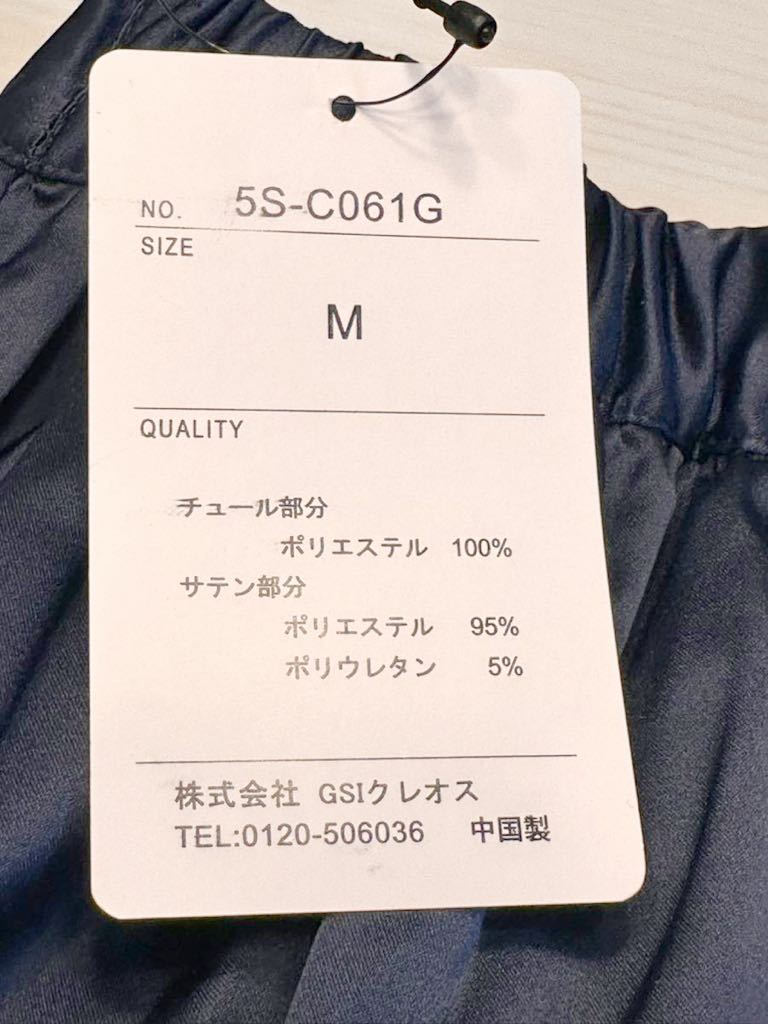 NO. 5S-C061G
SIZE
M
QUALITY
チュール部分
ポリエステル 100%
サテン部分
ポリエステル 95%
ポリウレタン 5%
株式会社 GSIクレオス
TEL:0120-506036 中国製